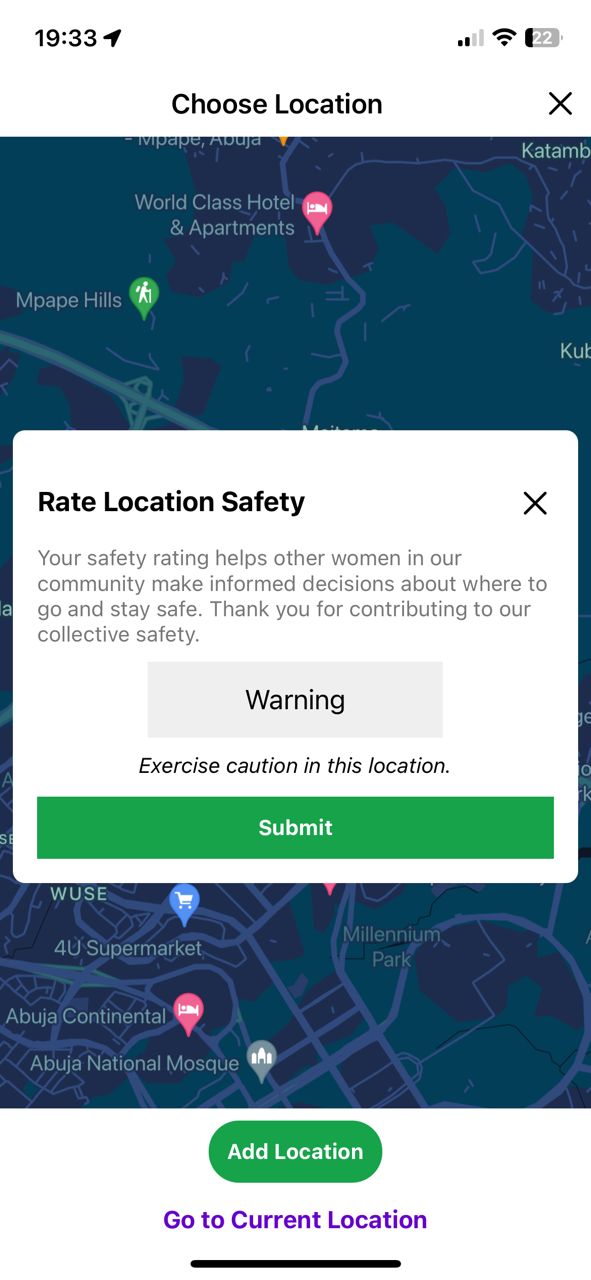 19:33
22
Choose Location
- Mpape, Abuja
Katamb
World Class Hotel
& Apartments
Mpape Hills
Kub
Maitama
Rate Location Safety
Your safety rating helps other women in our
community make informed decisions about where to
go and stay safe. Thank you for contributing to our
collective safety.
Warning
Exercise caution in this location.
Submit
WUSE
4U Supermarket
Millennium
Park
Abuja Continental
Abuja National Mosque
Add Location
Go to Current Location